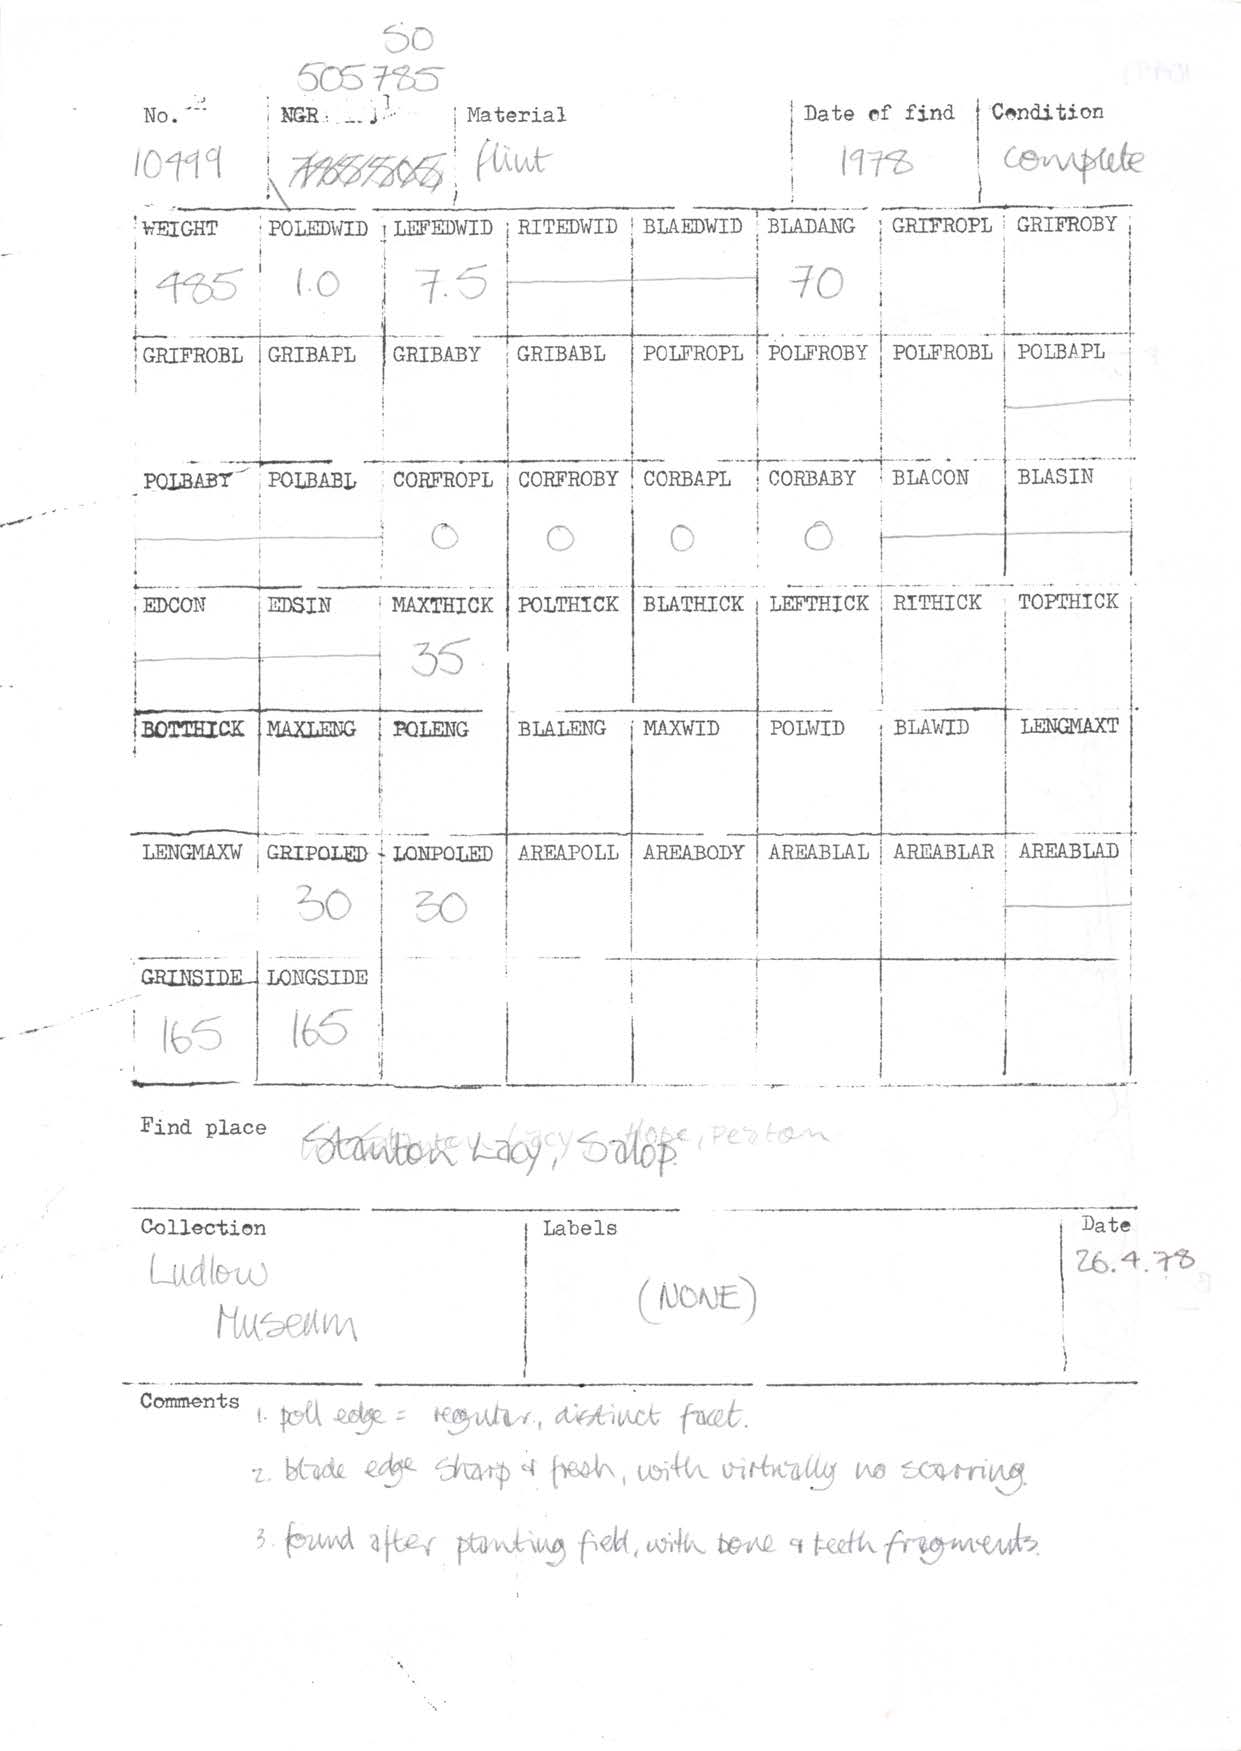 SO
505785
No. NGR Material Date of find Condition
10499 flint 1978 complete
WEIGHT POLEDWID LEFEDWID RITEDWID BLAEDWID BLADANG GRIFROPL GRIFROBY
485 1.0 7.5 70
GRIFROBL GRIBAPL GRIBABY GRIBABL POLFROPL POLFROBY POLFROBL POLBAPL
POLBABY POLBABL CORFROPL CORFROBY CORBAPL CORBABY BLACON BLASIN
0 0 0 0
EDCON EDSIN MAXTHICK POLTHICK BLATHICK LEFTHICK RITHICK TOPTHICK
35
BOTTHICK MAXLENG POLENG BLALENG MAXWID POLWID BLAWID LENGMAXT
LENGMAXW GRIPOLED LONPOLED AREAPOLL AREABODY AREABLAL AREABLAR AREABLAD
30 30
GRINSIDE LONGSIDE
165 165
Find place Stanton Lacy, Salop.
Collection Labels Date
Ludlow 26.4.78
(NONE)
Museum
Comments 1. poll edge = regular, distinct facet.
2. blade edge sharp & fresh, with virtually no scarring.
3. found after planting field, with bone & teeth fragments.